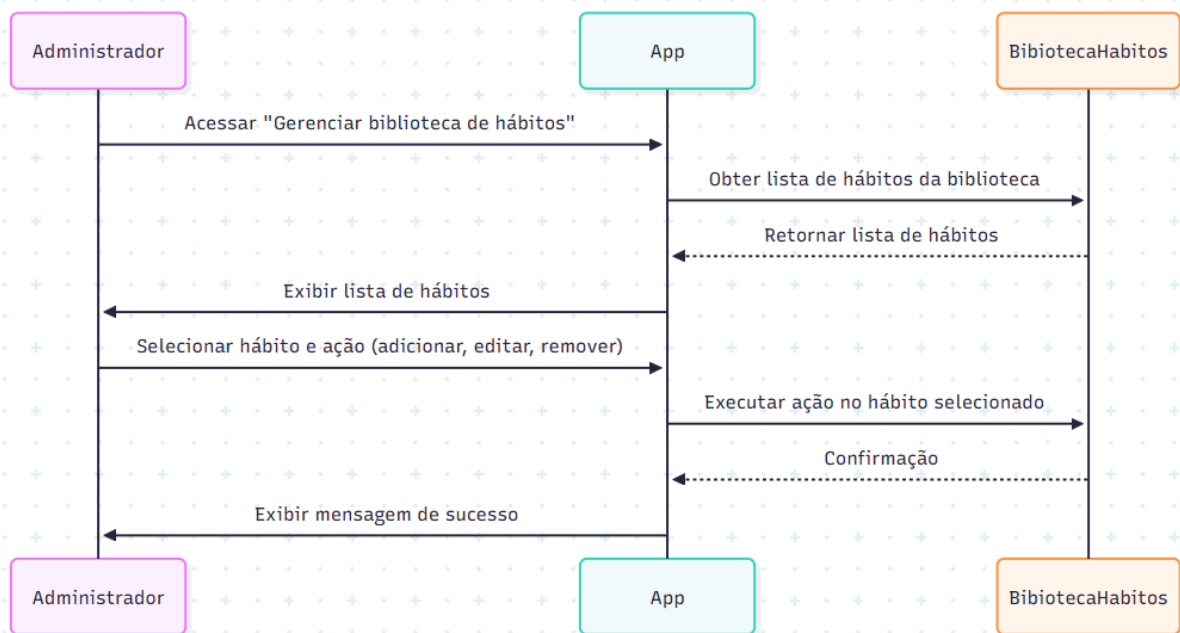 Administrador
App
BibiotecaHabitos
Acessar "Gerenciar biblioteca de hábitos"
Obter lista de hábitos da biblioteca
Retornar lista de hábitos
Exibir lista de hábitos
Selecionar hábito e ação (adicionar, editar, remover)
Executar ação no hábito selecionado
Confirmação
Exibir mensagem de sucesso
Administrador
App
BibiotecaHabitos